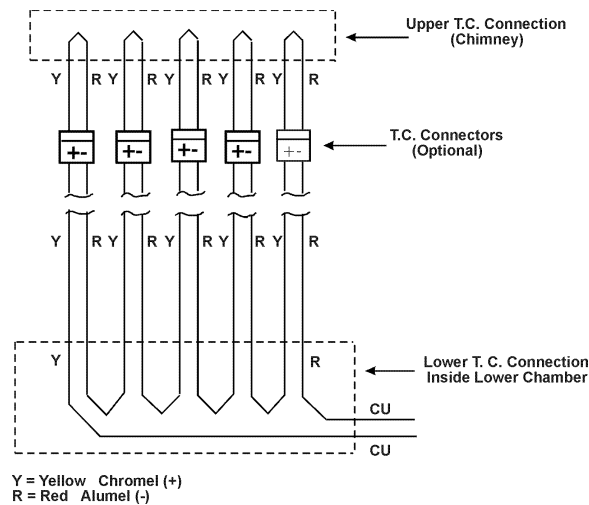 Upper T.C. Connection
(Chimney)
Y R Y R Y R Y R Y R
T.C. Connectors
(Optional)
+- +- +- +- +-
Y R Y R Y R Y R Y R
Y R
Lower T. C. Connection
Inside Lower Chamber
CU
CU
Y = Yellow Chromel (+)
R = Red Alumel (-)